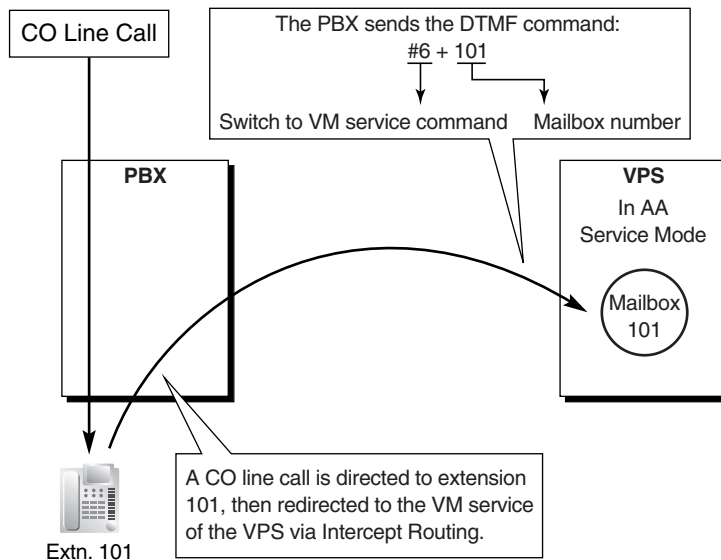 CO Line Call
The PBX sends the DTMF command:
#6 + 101
Switch to VM service command
Mailbox number
PBX
VPS
In AA
Service Mode
Mailbox
101
A CO line call is directed to extension
101, then redirected to the VM service
of the VPS via Intercept Routing.
Extn. 101